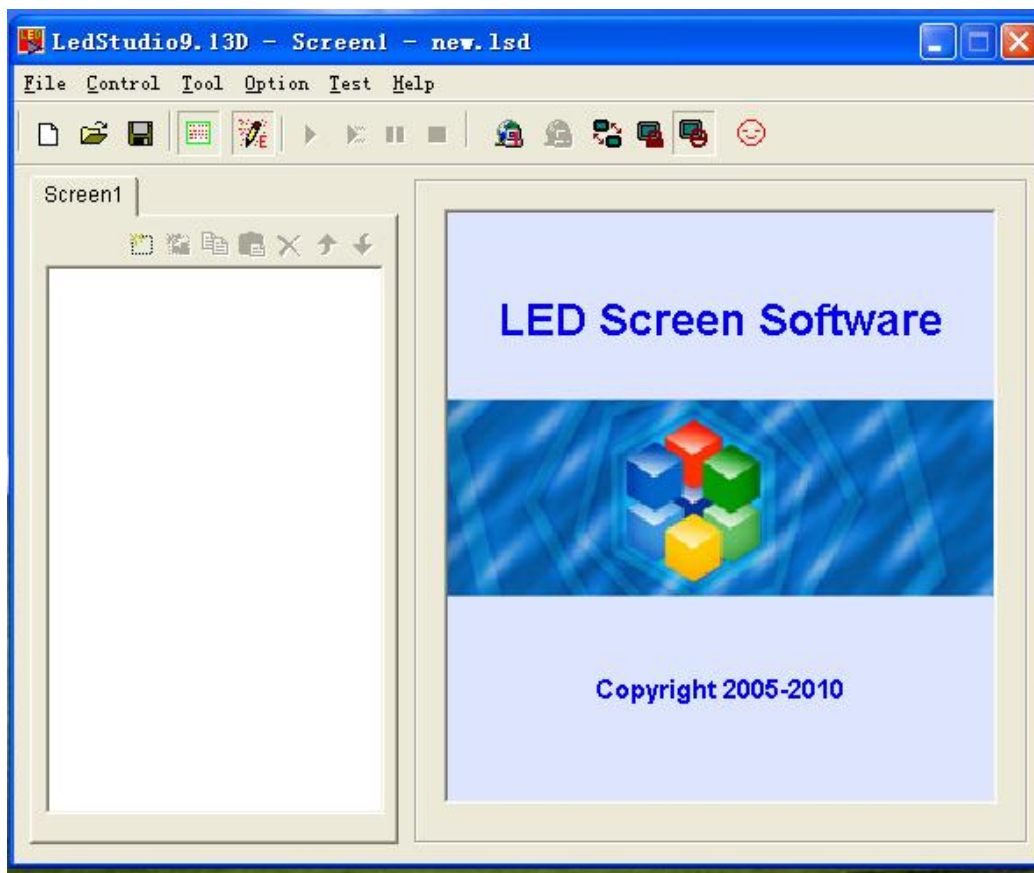 LedStudio9.13D - Screen1 - new.lsd
File Control Tool Option Test Help
E
Screen1
LED Screen Software
Copyright 2005-2010